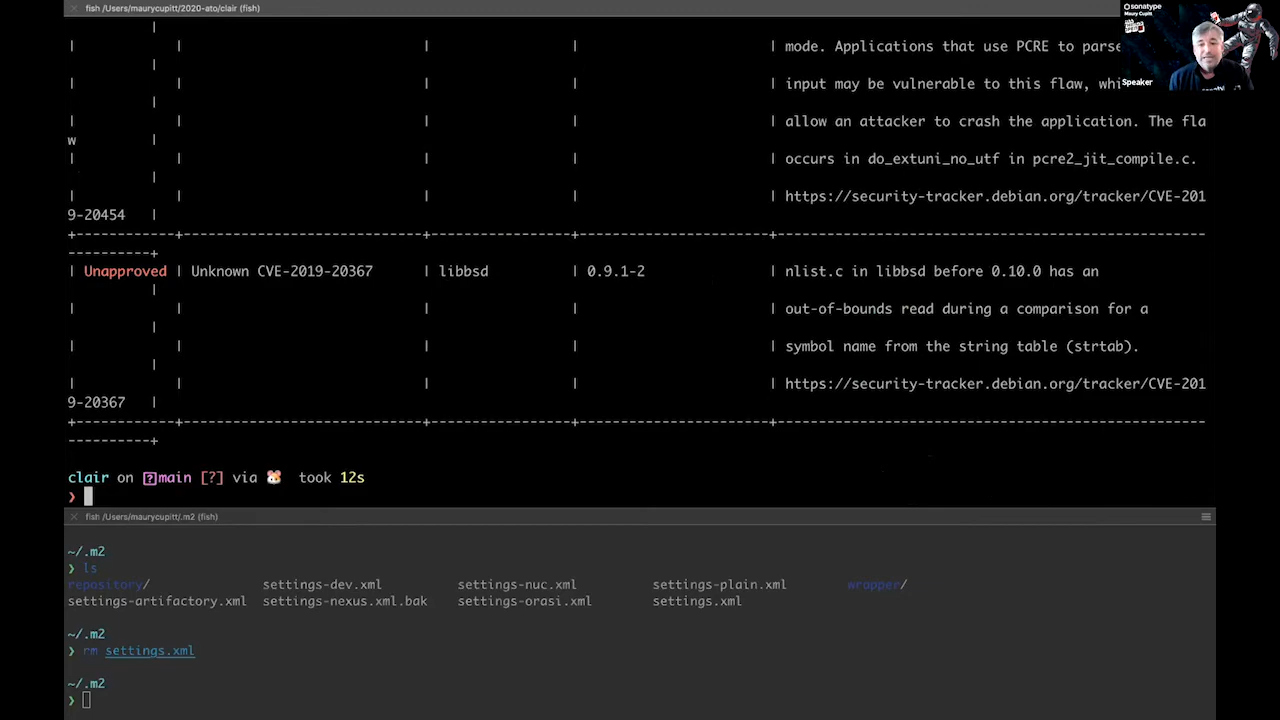 fish /Users/maurycupitt/2020-ato/clair (fish)
sonatype
Maury Cupitt
Speaker
| | | | mode. Applications that use PCRE to parse
|
| | | | input may be vulnerable to this flaw, whi
|
| | | | allow an attacker to crash the application. The fla
w |
| | | | occurs in do_extuni_no_utf in pcre2_jit_compile.c.
|
| | | | https://security-tracker.debian.org/tracker/CVE-201
9-20454 |
| Unapproved | Unknown CVE-2019-20367 | libbsd | 0.9.1-2 | nlist.c in libbsd before 0.10.0 has an
|
| | | | out-of-bounds read during a comparison for a
|
| | | | symbol name from the string table (strtab).
|
| | | | https://security-tracker.debian.org/tracker/CVE-201
9-20367 |
clair on main [?] via 🐹 took 12s
❯
fish /Users/maurycupitt/.m2 (fish)
~/.m2
❯ ls
repository/ settings-dev.xml settings-nuc.xml settings-plain.xml wrapper/
settings-artifactory.xml settings-nexus.xml.bak settings-orasi.xml settings.xml
~/.m2
❯ rm settings.xml
~/.m2
❯